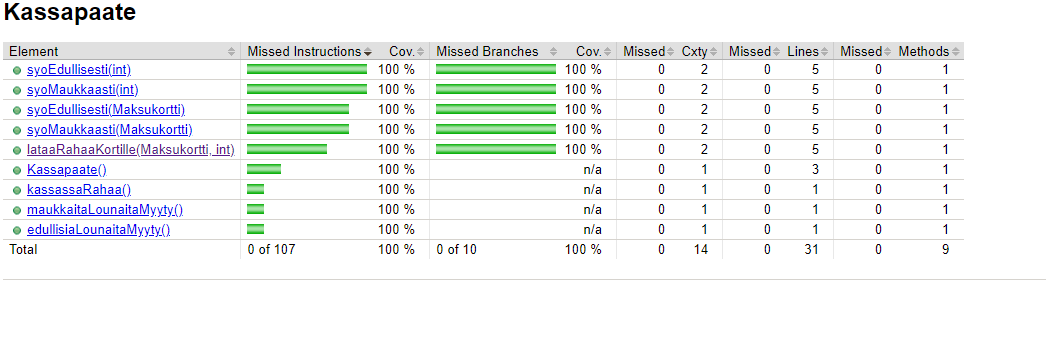 Kassapaate
Element Missed Instructions Cov. Missed Branches Cov. Missed Cxty Missed Lines Missed Methods
syoEdullisesti(int) 100 % 100 % 0 2 0 5 0 1
syoMaukkaasti(int) 100 % 100 % 0 2 0 5 0 1
syoEdullisesti(Maksukortti) 100 % 100 % 0 2 0 5 0 1
syoMaukkaasti(Maksukortti) 100 % 100 % 0 2 0 5 0 1
lataaRahaaKortille(Maksukortti, int) 100 % 100 % 0 2 0 5 0 1
Kassapaate() 100 % n/a 0 1 0 3 0 1
kassassaRahaa() 100 % n/a 0 1 0 1 0 1
maukkaitaLounaitaMyyty() 100 % n/a 0 1 0 1 0 1
edullisiaLounaitaMyyty() 100 % n/a 0 1 0 1 0 1
Total 0 of 107 100 % 0 of 10 100 % 0 14 0 31 0 9